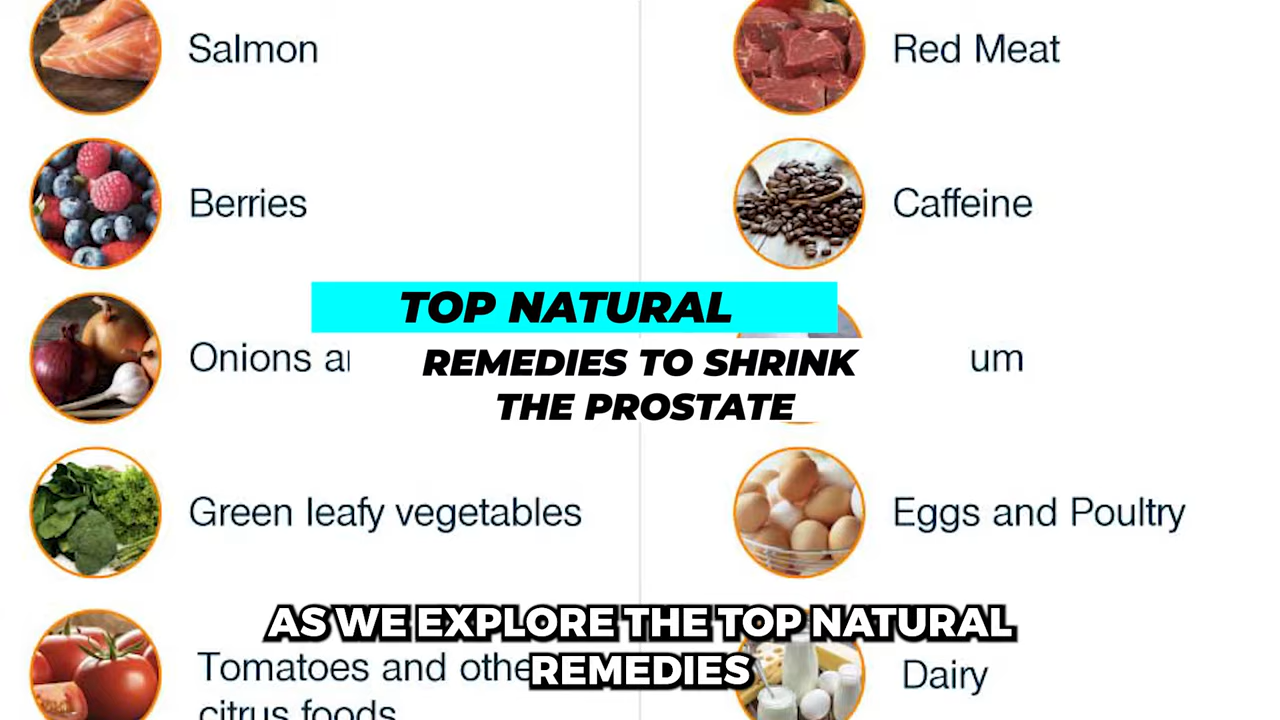 Salmon
Red Meat
Berries
Caffeine
TOP NATURAL
Onions
REMEDIES TO SHRINK
um
THE PROSTATE
Green leafy vegetables
Eggs and Poultry
AS WE EXPLORE THE TOP NATURAL
REMEDIES
Tomatoes and othe
Dairy
citrus foods